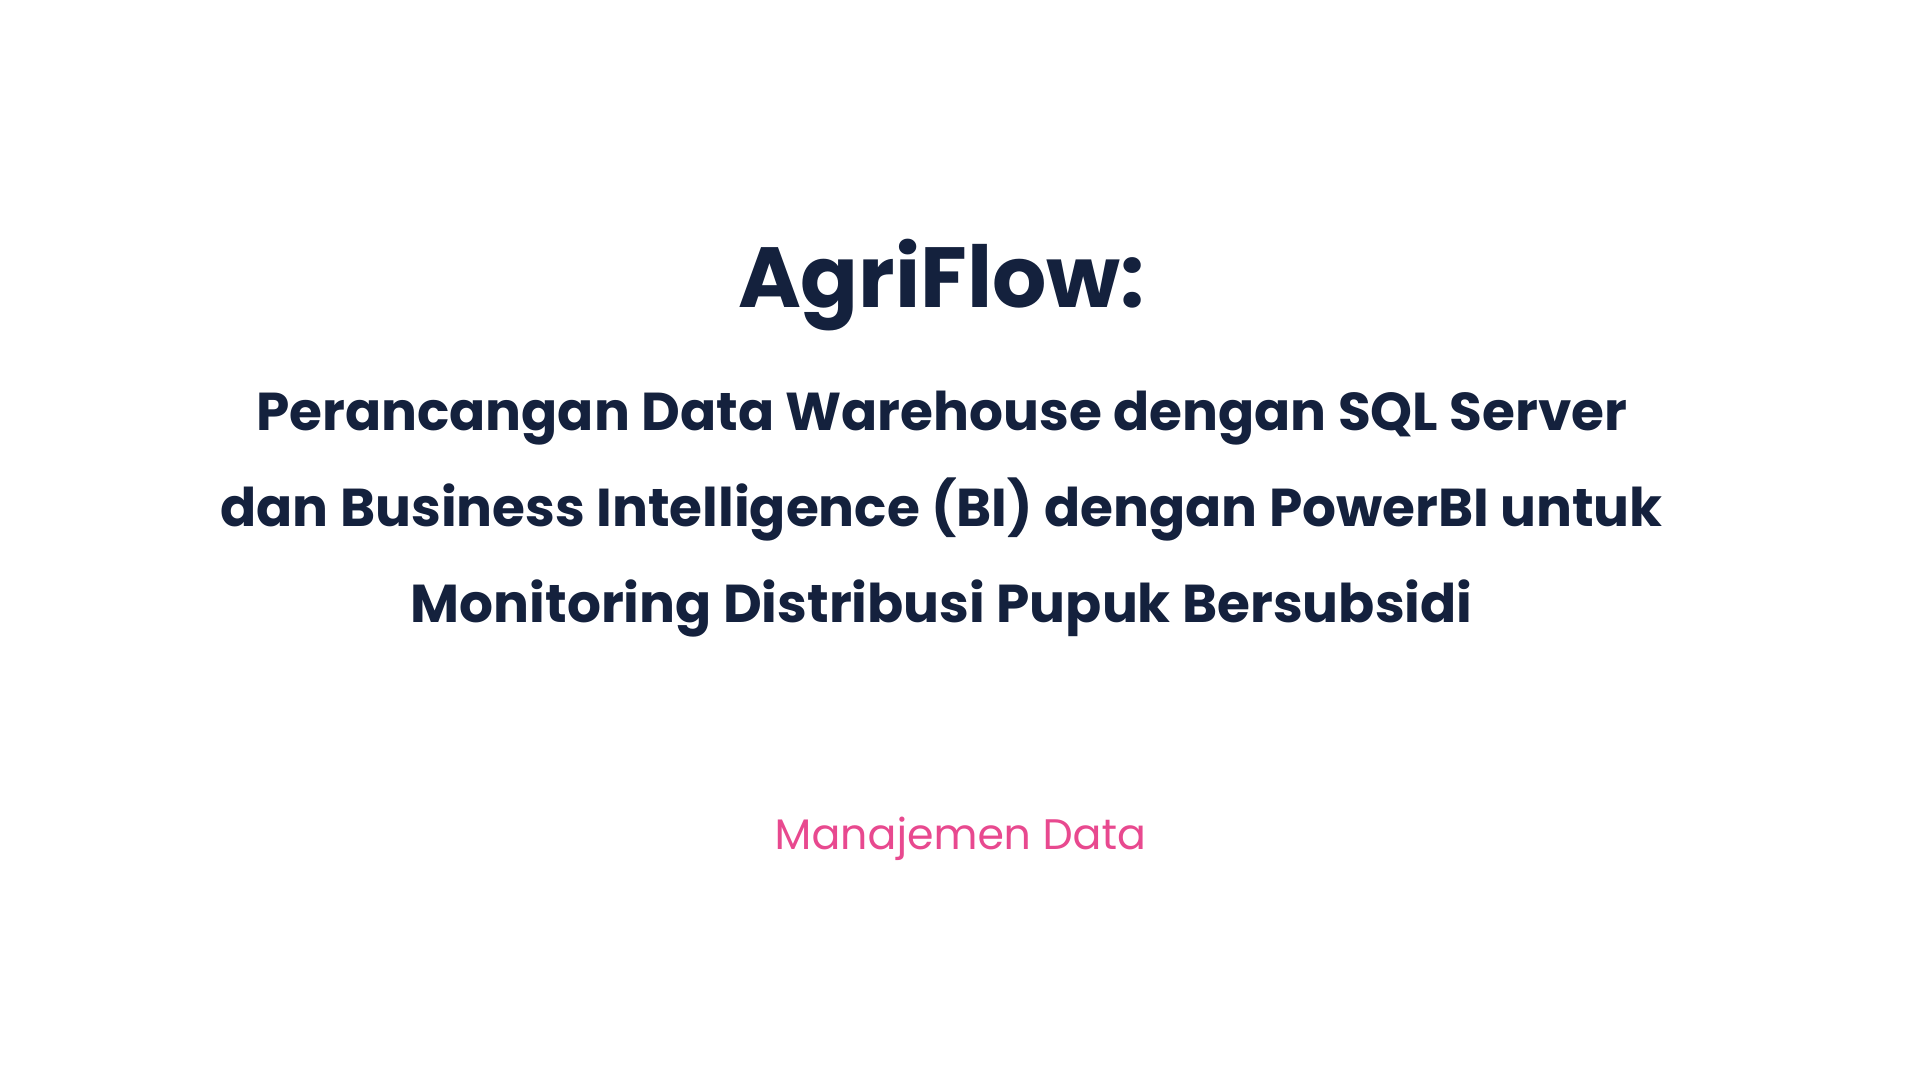 AgriFlow:
Perancangan Data Warehouse dengan SQL Server
dan Business Intelligence (BI) dengan PowerBI untuk
Monitoring Distribusi Pupuk Bersubsidi
Manajemen Data